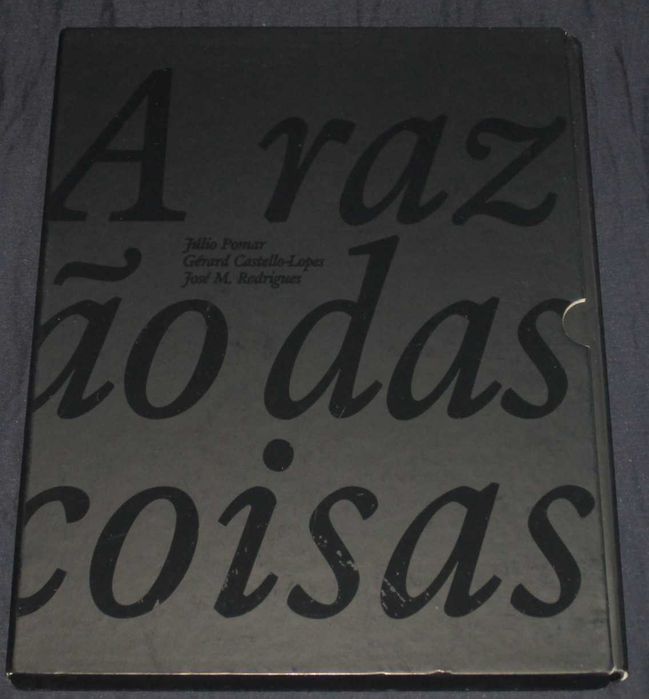 A raz
Júlio Pomar
Gérard Castello-Lopes
José M. Rodrigues
ão das
coisas